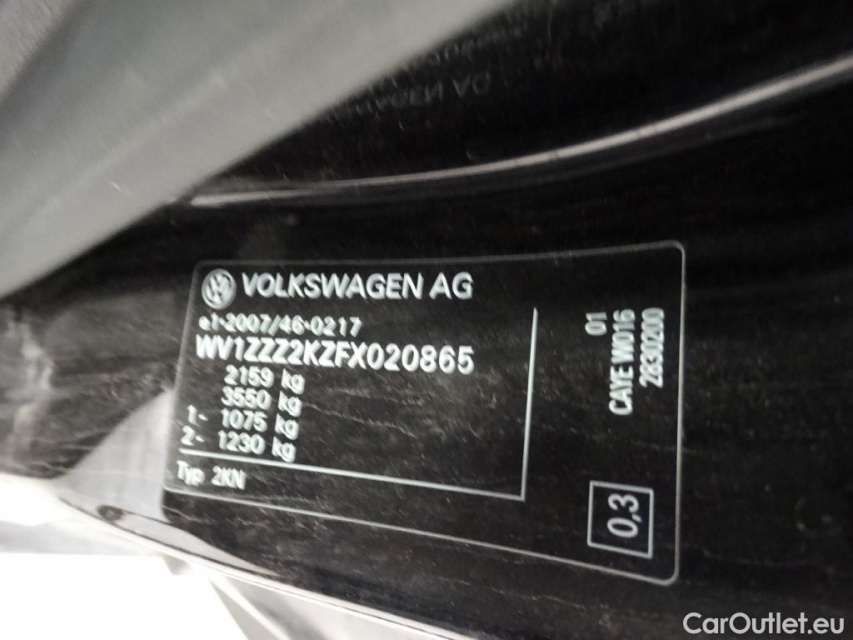 VOLKSWAGEN AG
e1*2007/46*0217
WV1ZZZ2KZFX020865
2159 kg
3550 kg
1- 1075 kg
2- 1230 kg
Typ 2KN
01
CAYE W016
2830200
0,3
CarOutlet.eu